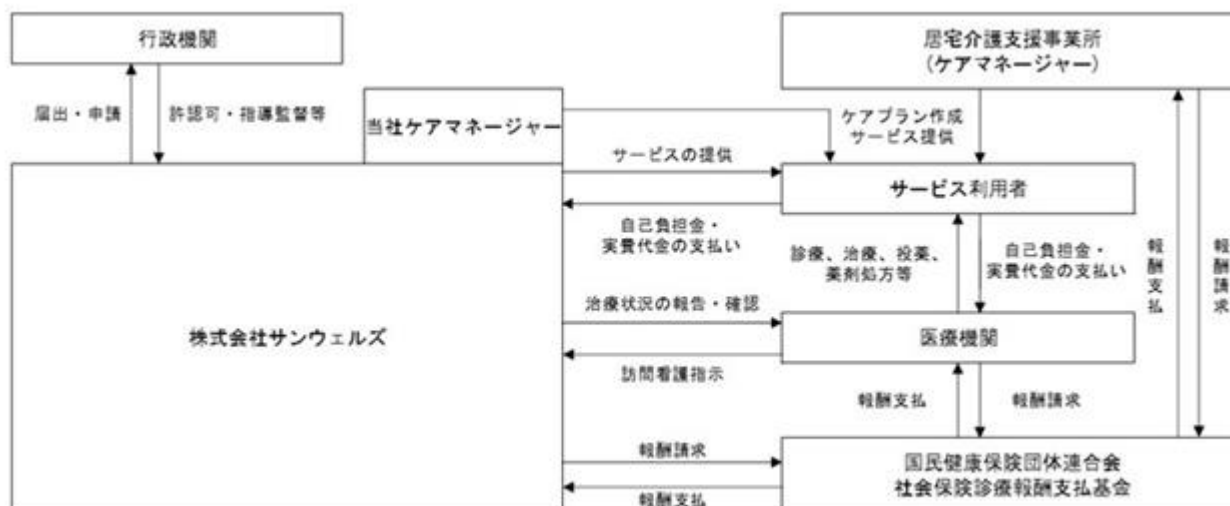 行政機関
居宅介護支援事業所
(ケアマネージャー)
届出・申請
許認可・指導監督等
当社ケアマネージャー
ケアプラン作成
サービス提供
サービスの提供
サービス利用者
自己負担金・
実費代金の支払い
診療、治療、投薬、
薬剤処方等
自己負担金・
実費代金の支払い
報酬支払
報酬請求
治療状況の報告・確認
株式会社サンウェルズ
医療機関
訪問看護指示
報酬支払
報酬請求
報酬請求
国民健康保険団体連合会
社会保険診療報酬支払基金
報酬支払